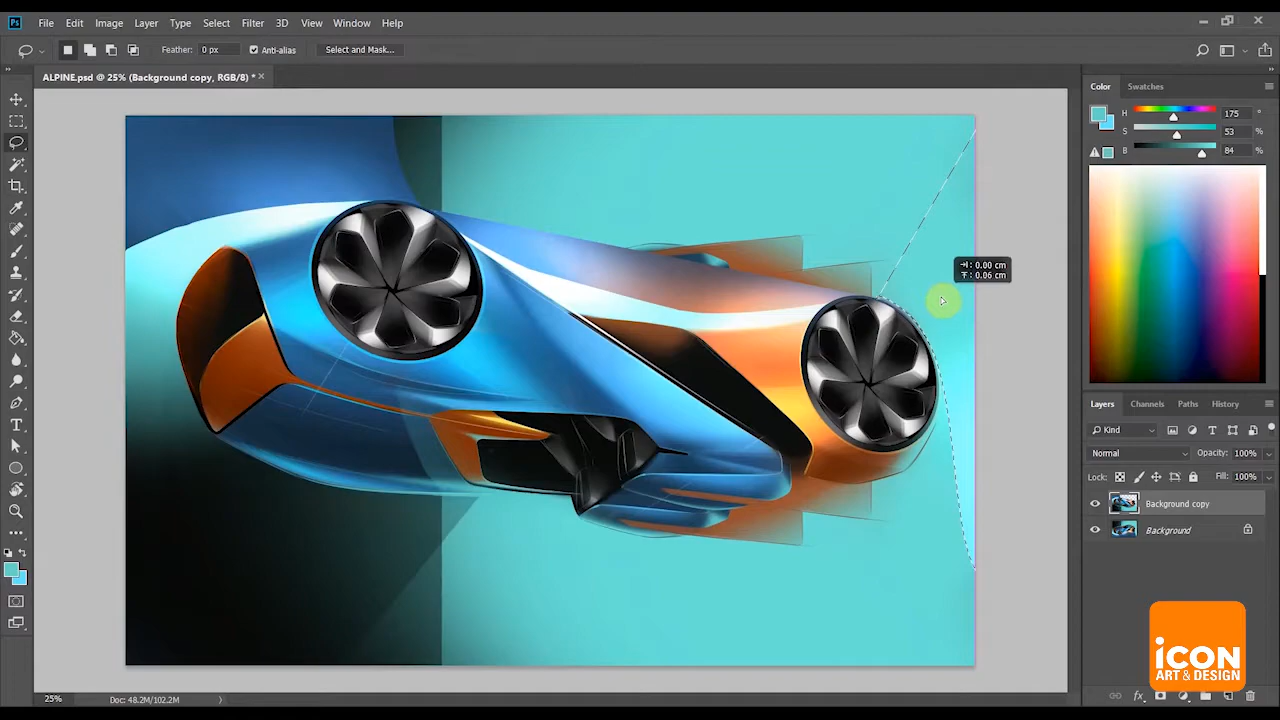 Ps File Edit Image Layer Type Select Filter 3D View Window Help
Feather: 0 px Anti-alias Select and Mask...
ALPINE.psd @ 25% (Background copy, RGB/8) *
Color Swatches
H 175 °
S 53 %
B 84 %
: 0.00 cm
: 0.06 cm
Layers Channels Paths History
Kind
Normal Opacity: 100%
Lock: Fill: 100%
Background copy
Background
iCON
ART & DESIGN
25% Doc: 48.2M/102.2M
fx